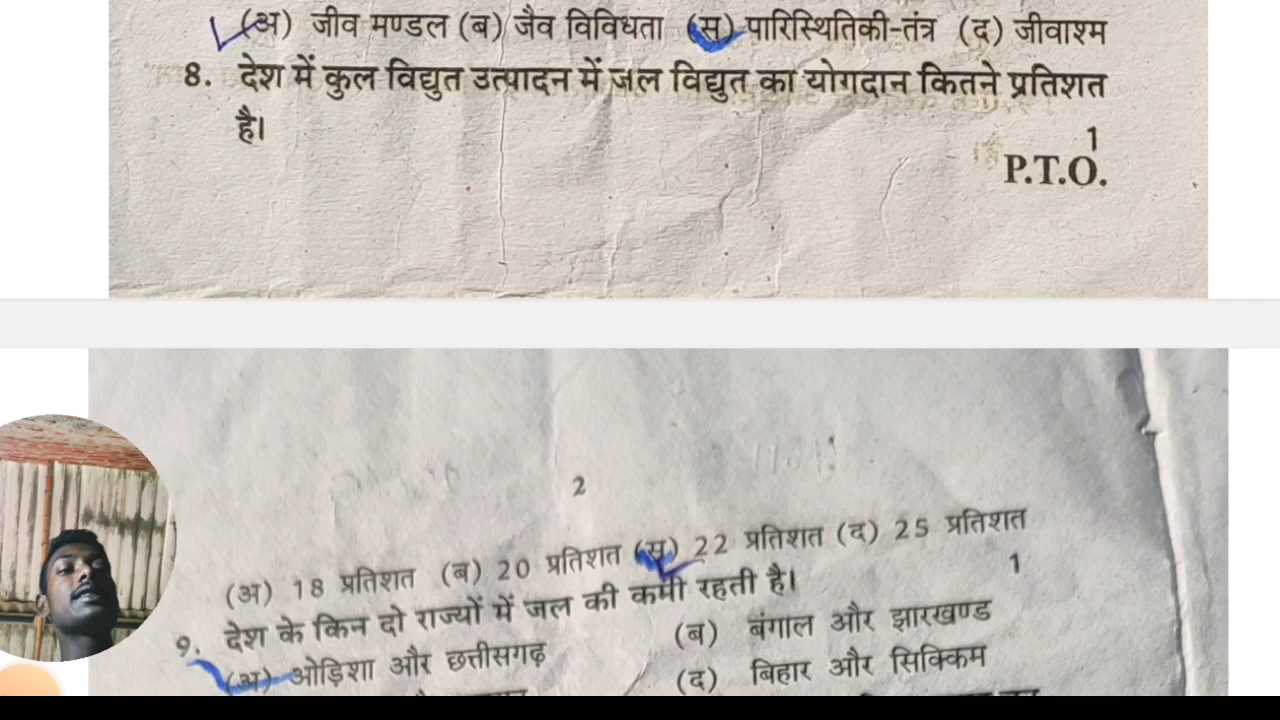 (अ) जीव मण्डल (ब) जैव विविधता (स) पारिस्थितिकी-तंत्र (द) जीवाश्म
8. देश में कुल विद्युत उत्पादन में जल विद्युत का योगदान कितने प्रतिशत
है।
1
P.T.O.
2
(अ) 18 प्रतिशत (ब) 20 प्रतिशत (स) 22 प्रतिशत (द) 25 प्रतिशत
1
9. देश के किन दो राज्यों में जल की कमी रहती है।
(अ) ओड़िशा और छत्तीसगढ़ (ब) बंगाल और झारखण्ड
(द) बिहार और सिक्किम